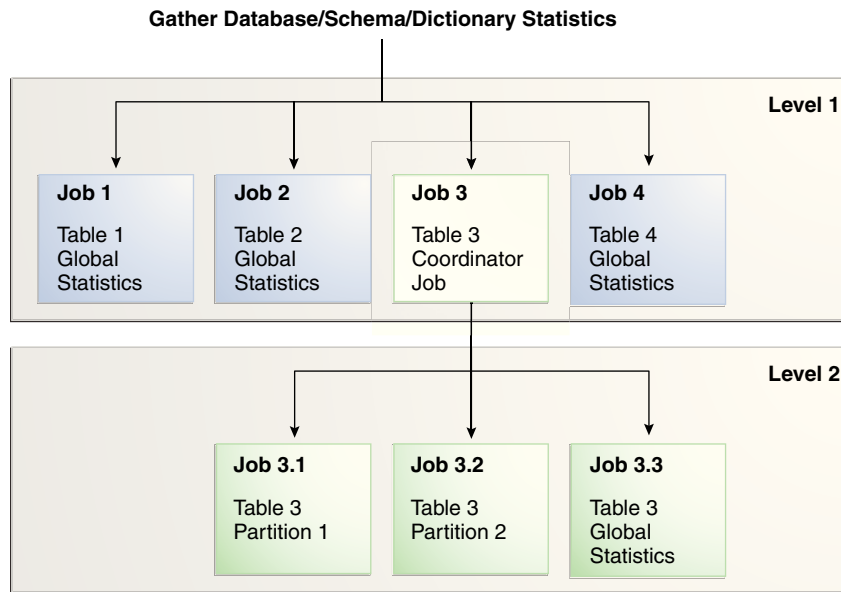 Gather Database/Schema/Dictionary Statistics
Level 1
Job 1
Table 1
Global
Statistics
Job 2
Table 2
Global
Statistics
Job 3
Table 3
Coordinator
Job
Job 4
Table 4
Global
Statistics
Level 2
Job 3.1
Table 3
Partition 1
Job 3.2
Table 3
Partition 2
Job 3.3
Table 3
Global
Statistics